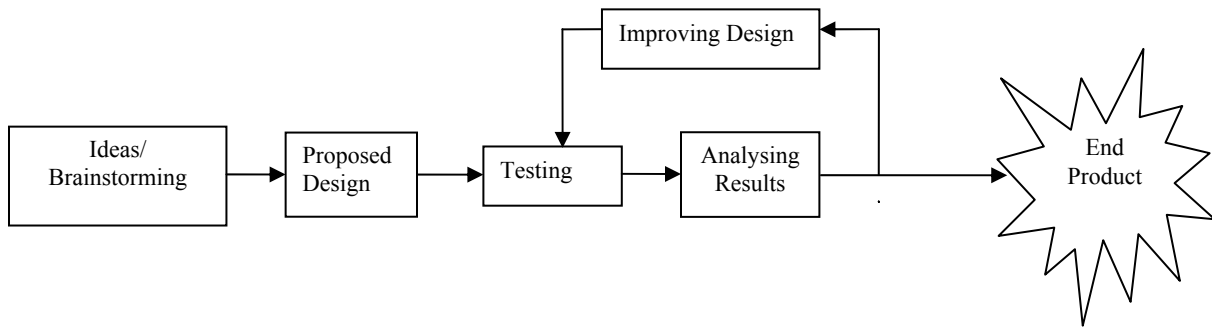 Improving Design
Ideas/
Brainstorming
Proposed
Design
Testing
Analysing
Results
End
Product